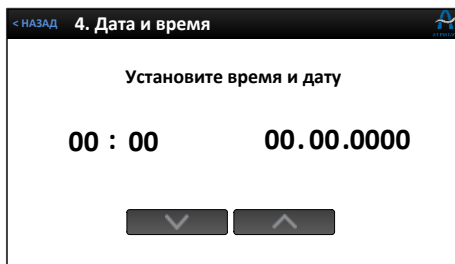 < НАЗАД 4. Дата и время
Установите время и дату
00 : 00 00.00.0000